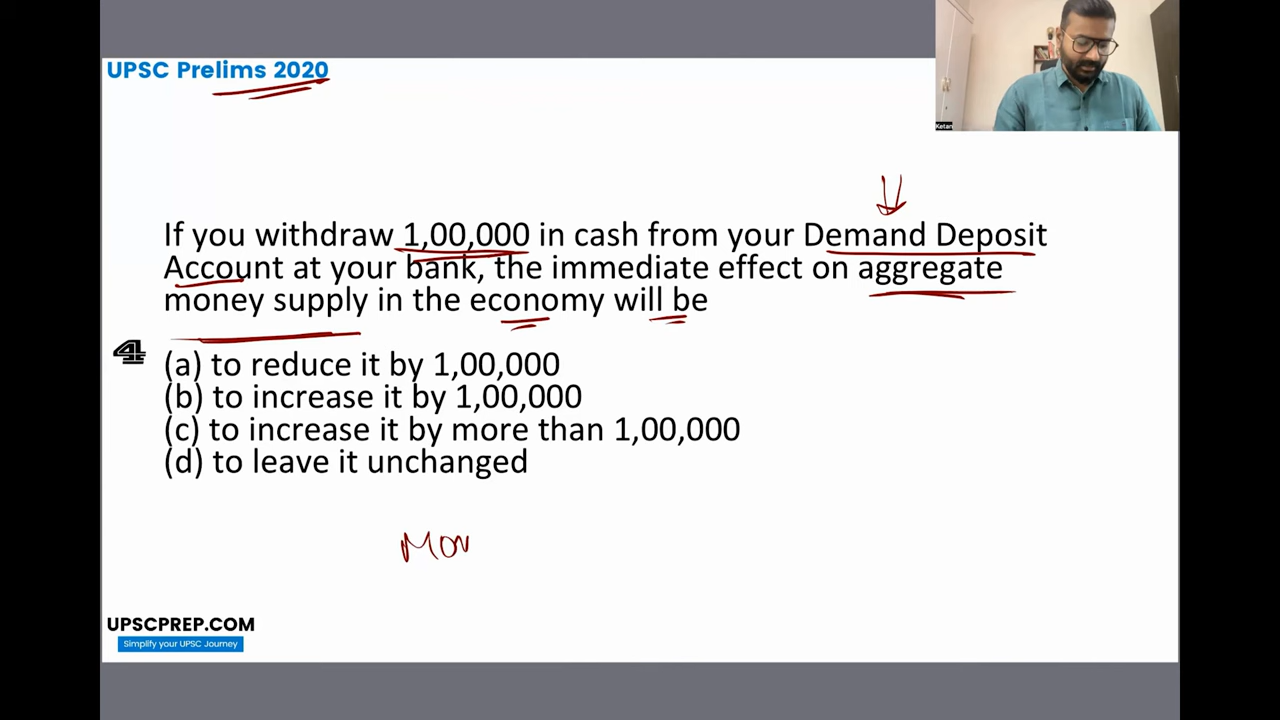 UPSC Prelims 2020
Ketan
If you withdraw 1,00,000 in cash from your Demand Deposit
Account at your bank, the immediate effect on aggregate
money supply in the economy will be
4
(a) to reduce it by 1,00,000
(b) to increase it by 1,00,000
(c) to increase it by more than 1,00,000
(d) to leave it unchanged
Mon
UPSCPREP.COM
Simplify your UPSC Journey